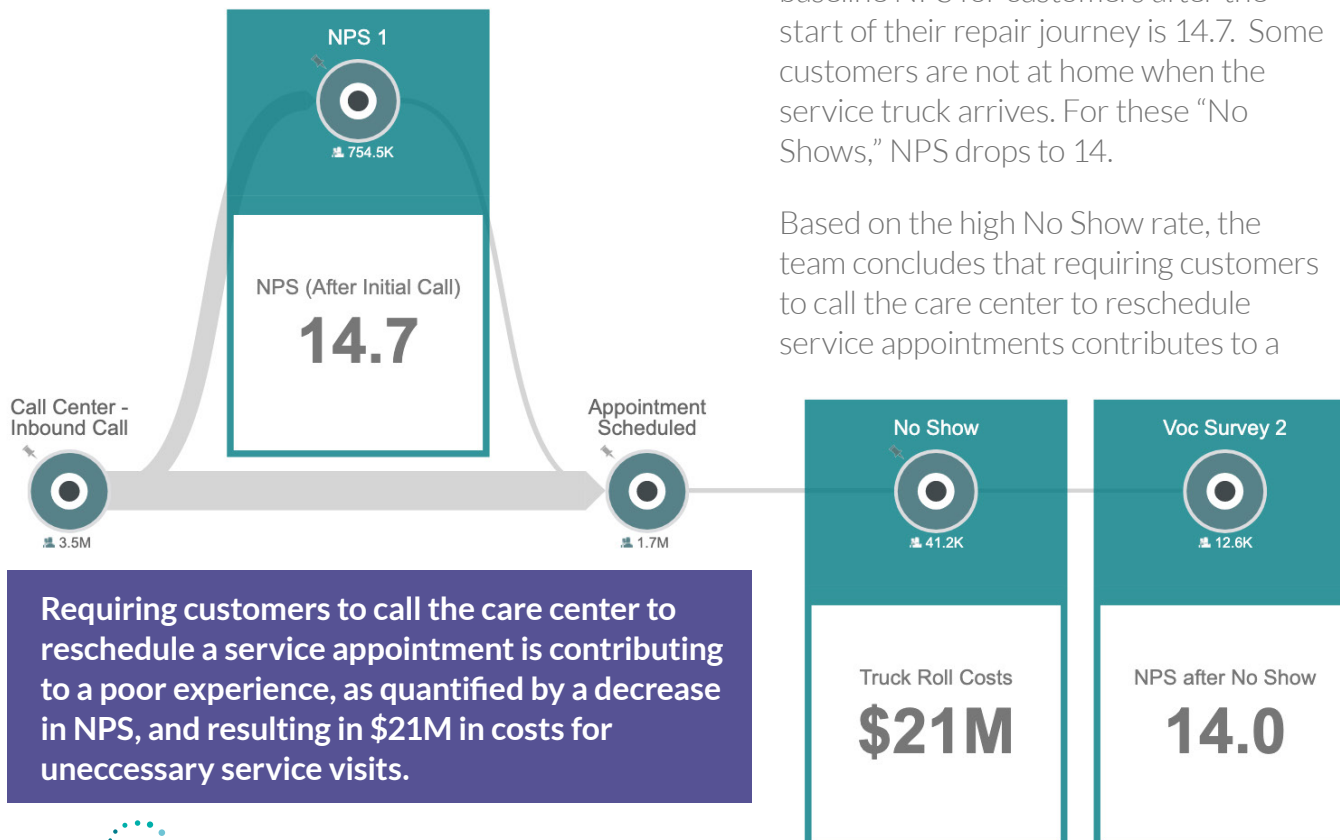 baseline NPS for customers after the
start of their repair journey is 14.7. Some
customers are not at home when the
service truck arrives. For these “No
Shows,” NPS drops to 14.
Based on the high No Show rate, the
team concludes that requiring customers
to call the care center to reschedule
service appointments contributes to a
NPS 1
754.5K
NPS (After Initial Call)
14.7
Call Center -
Inbound Call
3.5M
Appointment
Scheduled
1.7M
No Show
41.2K
Truck Roll Costs
$21M
Voc Survey 2
12.6K
NPS after No Show
14.0
Requiring customers to call the care center to
reschedule a service appointment is contributing
to a poor experience, as quantified by a decrease
in NPS, and resulting in $21M in costs for
uneccessary service visits.